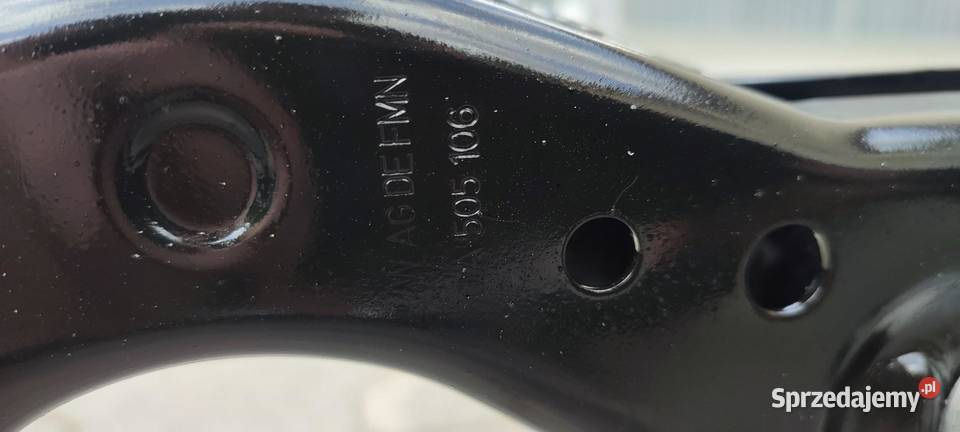 AG DE FMN
505 106
Sprzedajemy.pl